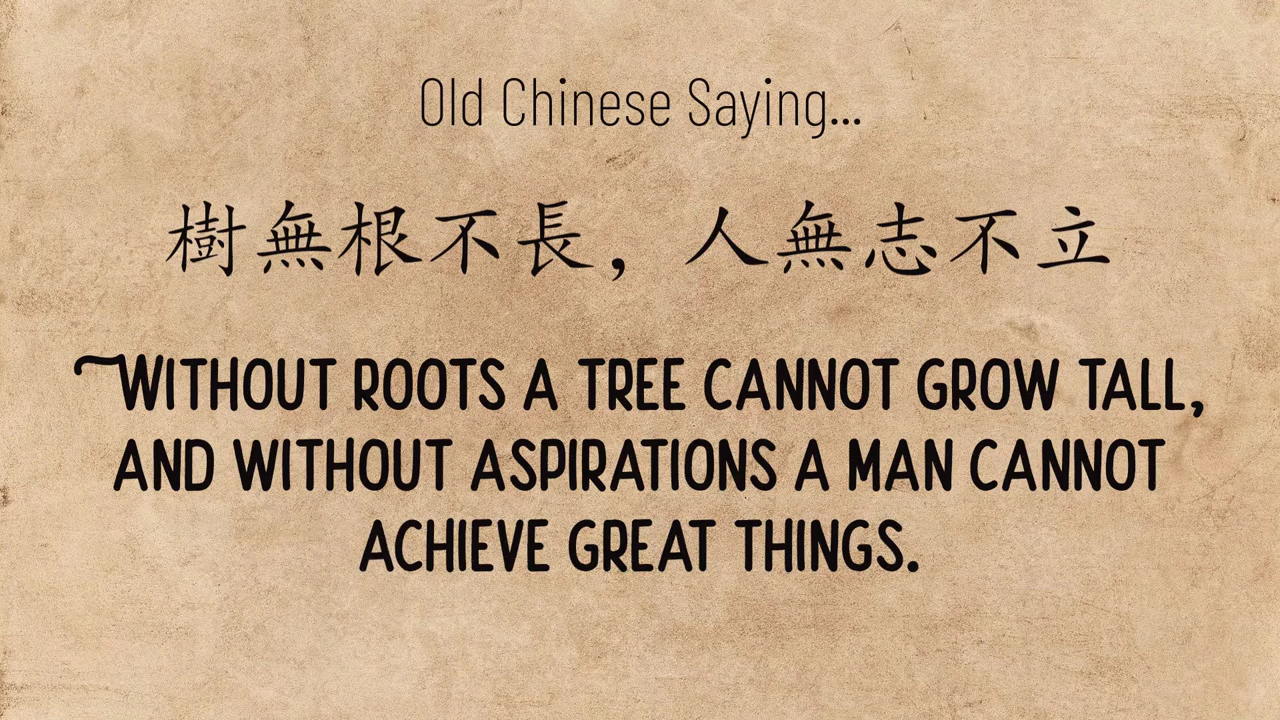 Old Chinese Saying...
樹無根不長，人無志不立
WITHOUT ROOTS A TREE CANNOT GROW TALL,
AND WITHOUT ASPIRATIONS A MAN CANNOT
ACHIEVE GREAT THINGS.